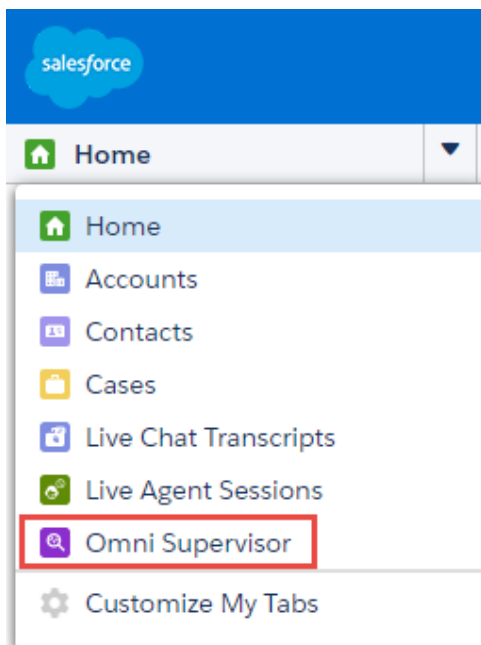 salesforce
Home
Home
Accounts
Contacts
Cases
Live Chat Transcripts
Live Agent Sessions
Omni Supervisor
Customize My Tabs